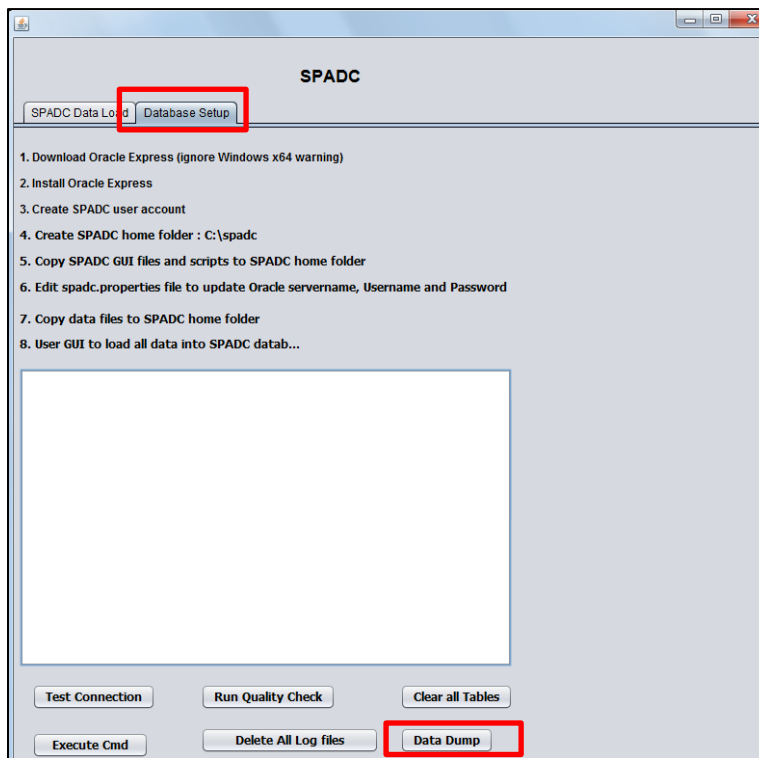 SPADC
SPADC Data Load Database Setup
1. Download Oracle Express (ignore Windows x64 warning)
2. Install Oracle Express
3. Create SPADC user account
4. Create SPADC home folder : C:\spadc
5. Copy SPADC GUI files and scripts to SPADC home folder
6. Edit spadc.properties file to update Oracle servername, Username and Password
7. Copy data files to SPADC home folder
8. User GUI to load all data into SPADC datab...
Test Connection Run Quality Check Clear all Tables
Execute Cmd Delete All Log files Data Dump